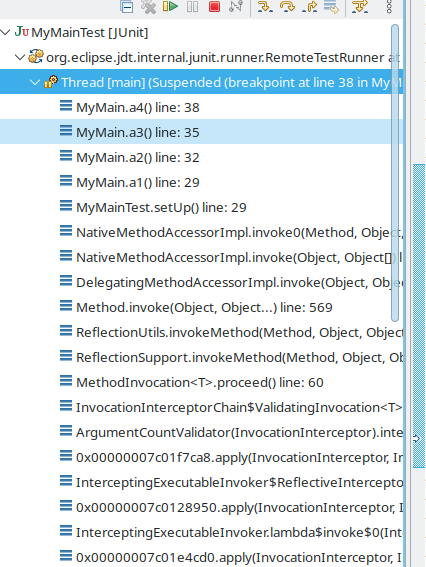 MyMainTest [JUnit]
org.eclipse.jdt.internal.junit.runner.RemoteTestRunner at
Thread [main] (Suspended (breakpoint at line 38 in MyM
MyMain.a4() line: 38
MyMain.a3() line: 35
MyMain.a2() line: 32
MyMain.a1() line: 29
MyMainTest.setUp() line: 29
NativeMethodAccessorImpl.invoke0(Method, Object,
NativeMethodAccessorImpl.invoke(Object, Object[]) l
DelegatingMethodAccessorImpl.invoke(Object, Obje
Method.invoke(Object, Object...) line: 569
ReflectionUtils.invokeMethod(Method, Object, Object
ReflectionSupport.invokeMethod(Method, Object, Ob
MethodInvocation<T>.proceed() line: 60
InvocationInterceptorChain$ValidatingInvocation<T>
ArgumentCountValidator(InvocationInterceptor).inte
0x00000007c01f7ca8.apply(InvocationInterceptor, Ir
InterceptingExecutableInvoker$ReflectiveIntercepto
0x00000007c0128950.apply(InvocationInterceptor, I
InterceptingExecutableInvoker.lambda$invoke$0(Int
0x00000007c01e4cd0.apply(InvocationInterceptor, I